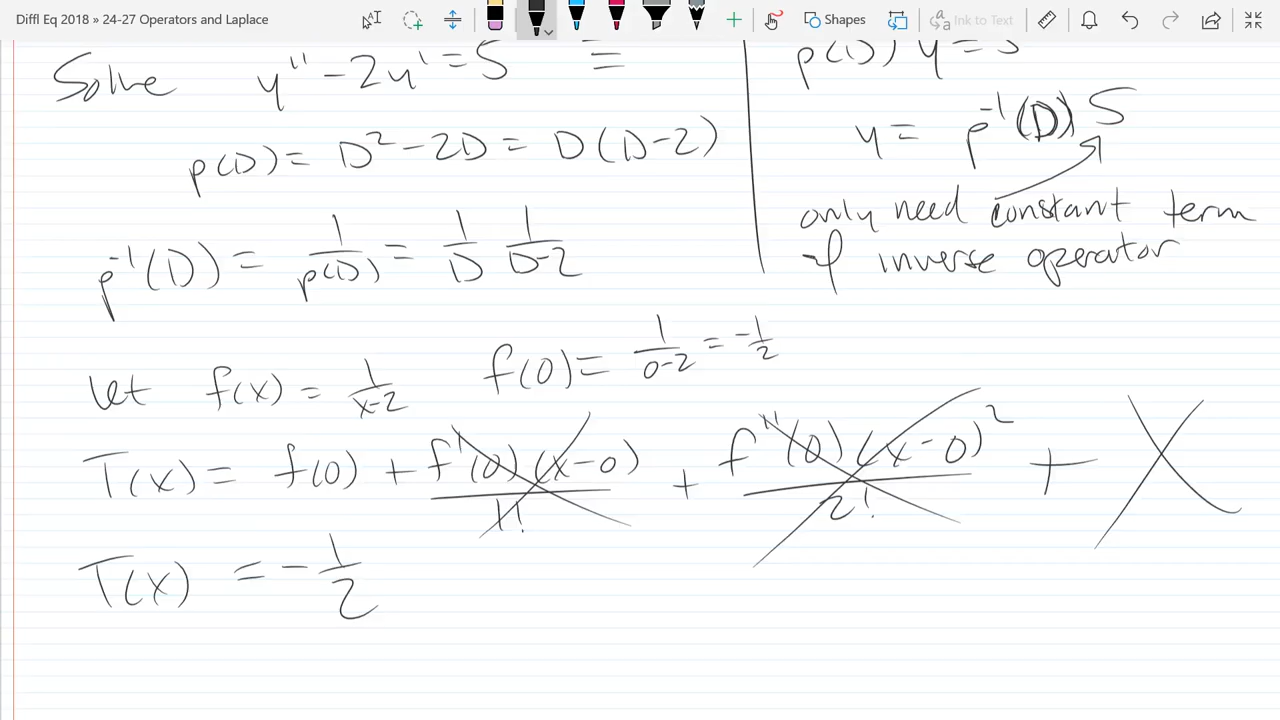 Diffl Eq 2018 » 24-27 Operators and Laplace
Shapes
Ink to Text
Solve y'' - 2y' = 5 =
p(D) = D² - 2D = D(D-2)
p⁻¹(D) = 1/p(D) = 1/D 1/(D-2)
p(D) y = 5
y = p⁻¹(D) 5
only need constant term
of inverse operator
let f(x) = 1/(x-2) f(0) = 1/(0-2) = -1/2
T(x) = f(0) + f'(0)(x-0)/1! + f''(0)(x-0)²/2! +
T(x) = -1/2